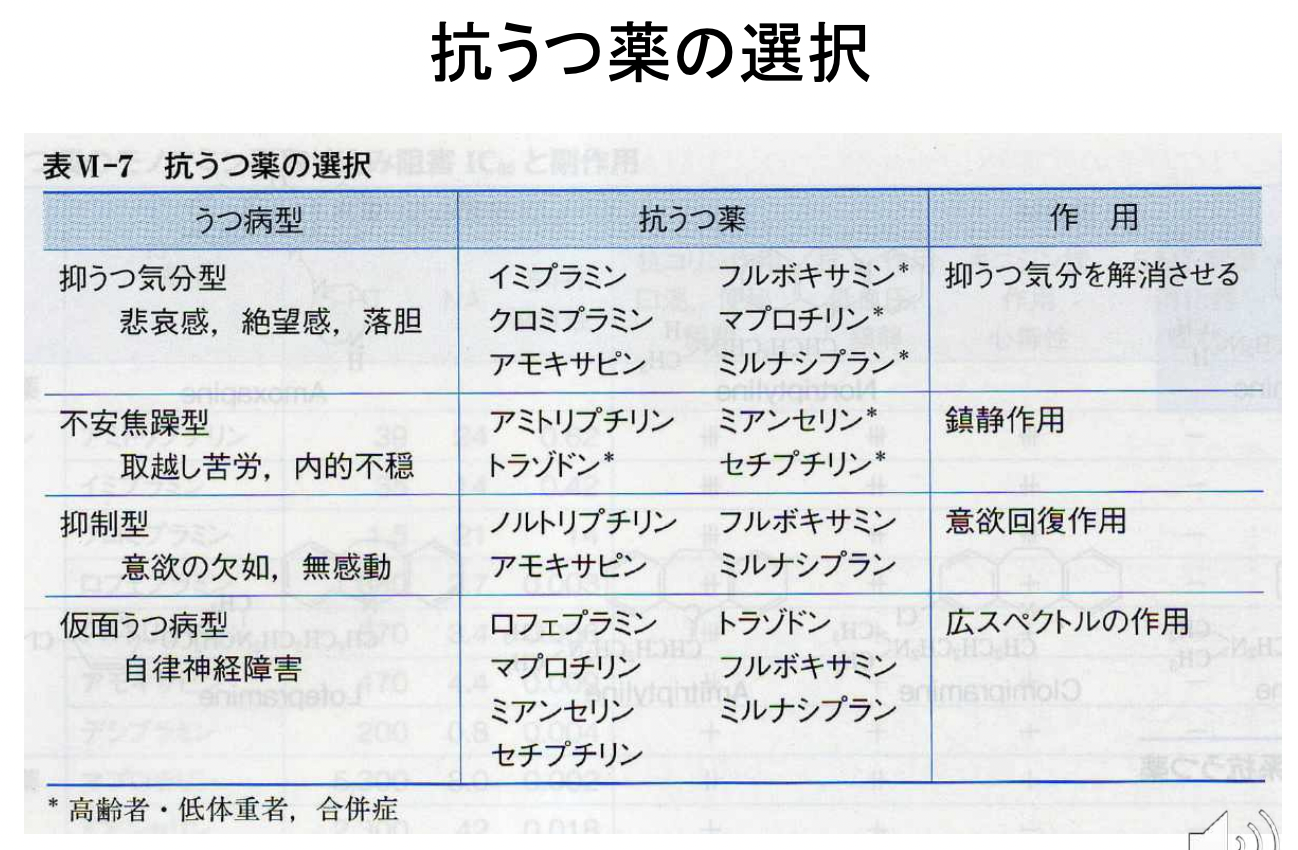 抗うつ薬の選択
表Ⅵ-7 抗うつ薬の選択
うつ病型 抗うつ薬 作用
抑うつ気分型 イミプラミン フルボキサミン* 抑うつ気分を解消させる
悲哀感，絶望感，落胆 クロミプラミン マプロチリン*
アモキサピン ミルナシプラン*
不安焦躁型 アミトリプチリン ミアンセリン* 鎮静作用
取越し苦労，内的不穏 トラゾドン* セチプチリン*
抑制型 ノルトリプチリン フルボキサミン 意欲回復作用
意欲の欠如，無感動 アモキサピン ミルナシプラン
仮面うつ病型 ロフェプラミン トラゾドン 広スペクトルの作用
自律神経障害 マプロチリン フルボキサミン
ミアンセリン ミルナシプラン
セチプチリン
* 高齢者・低体重者，合併症